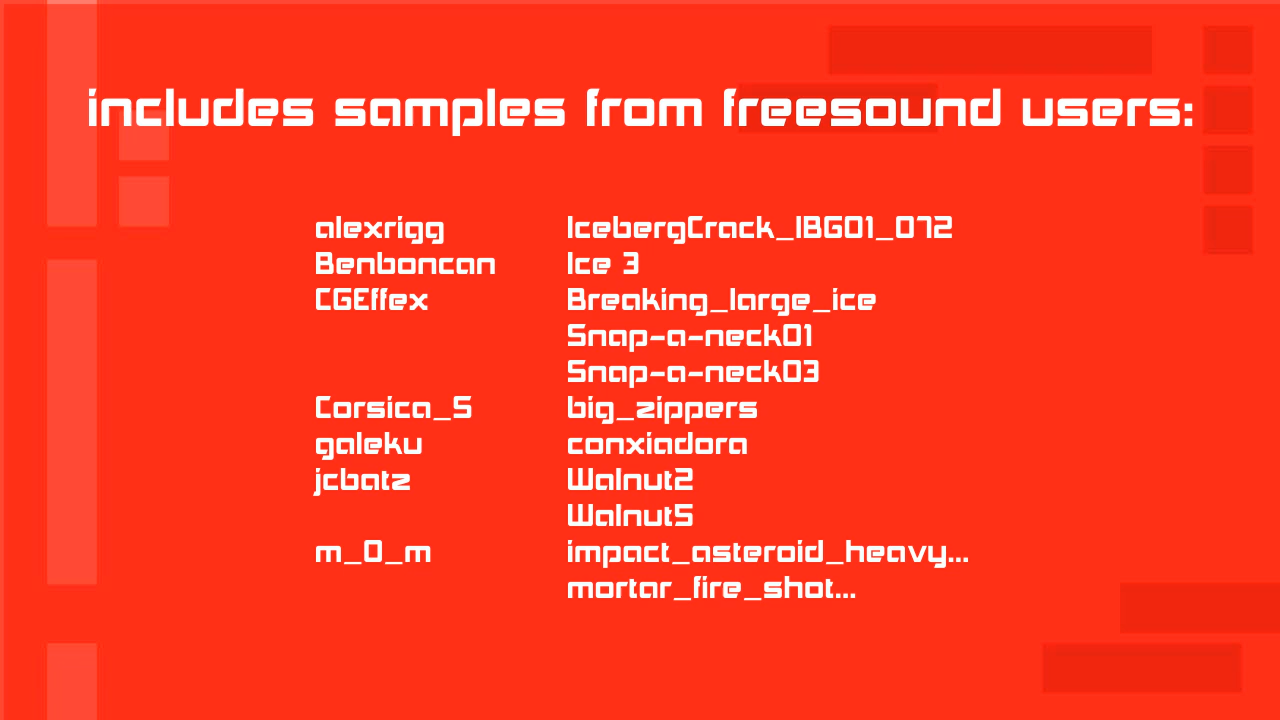 includes samples from freesound users:
alexrigg IcebergCrack_IBG01_072
Benboncan Ice 3
CGEffex Breaking_large_ice
Snap-a-neck01
Snap-a-neck03
Corsica_S big_zippers
galeku conxiadora
jcbatz Walnut2
Walnut5
m_O_m impact_asteroid_heavy...
mortar_fire_shot...